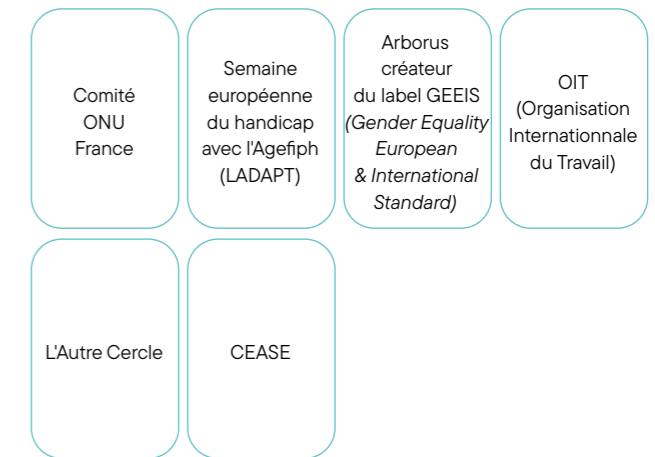 Comité
ONU
France
Semaine
européenne
du handicap
avec l'Agefiph
(LADAPT)
Arborus
créateur
du label GEEIS
(Gender Equality
European
& International
Standard)
OIT
(Organisation
Internationnale
du Travail)
L'Autre Cercle
CEASE